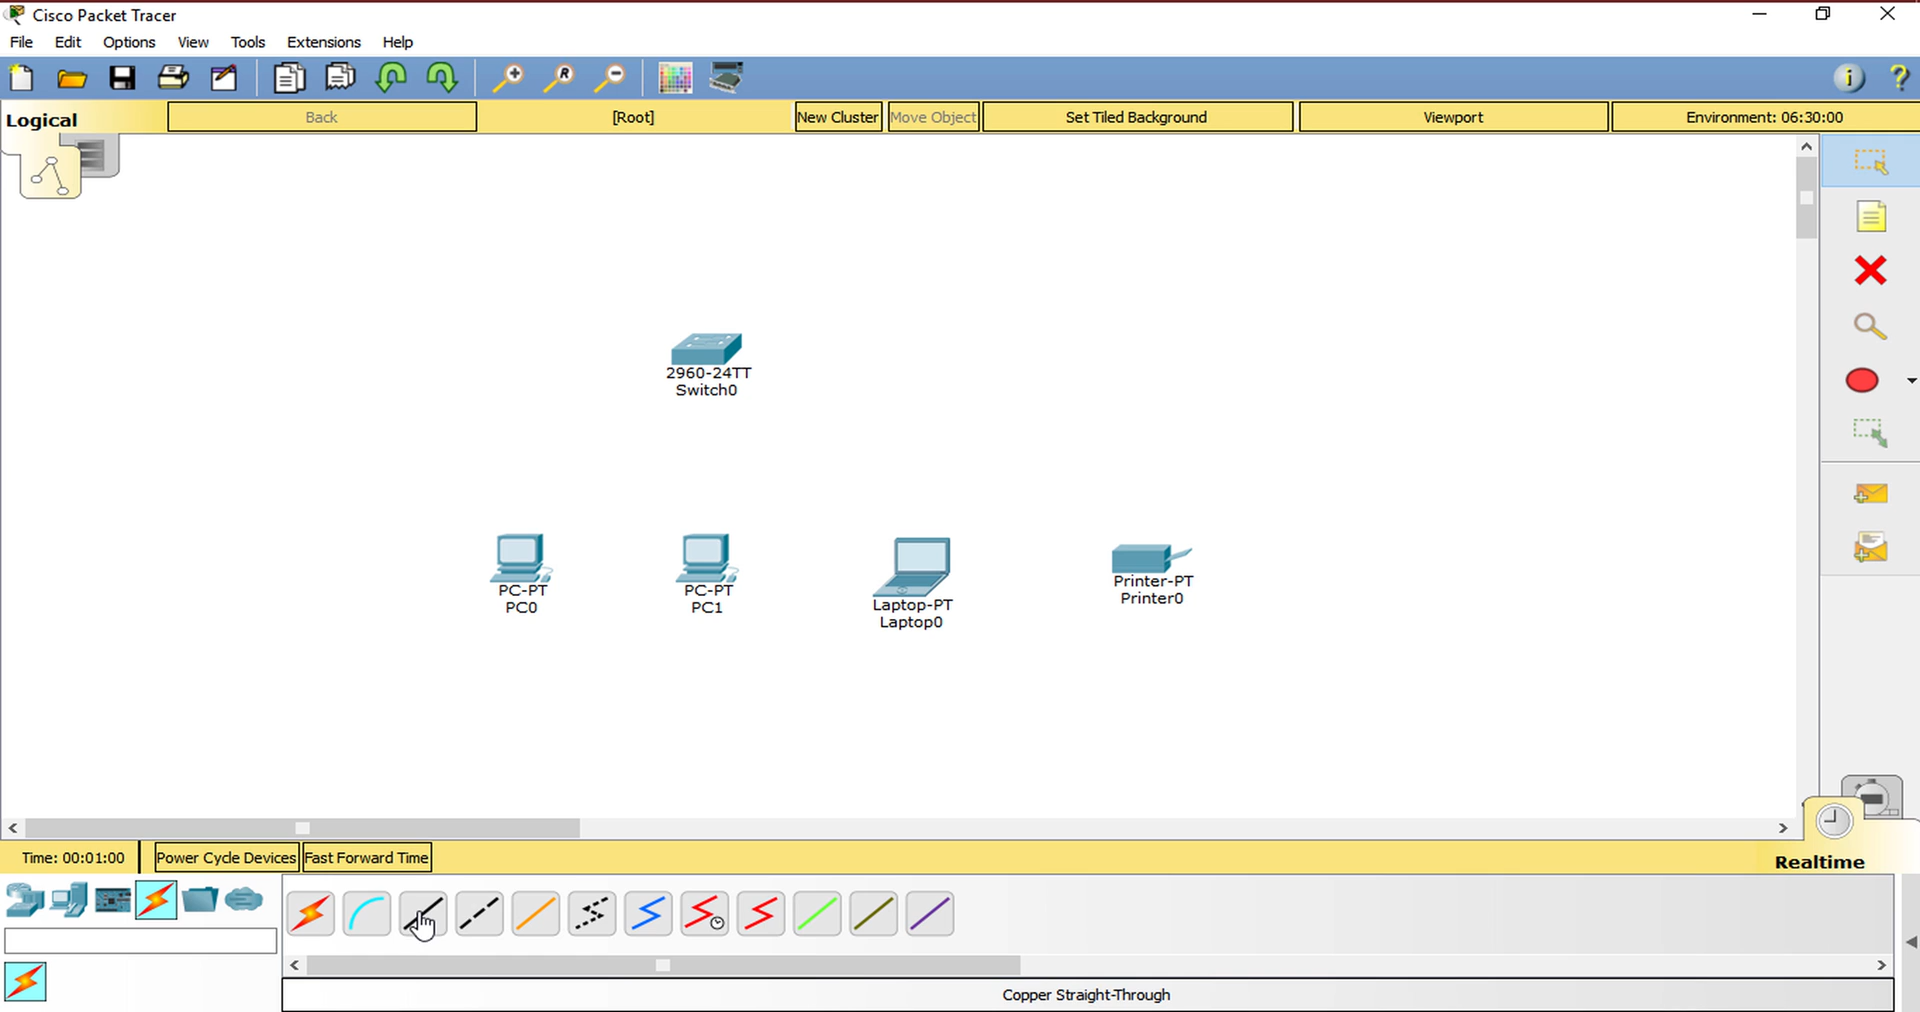 Cisco Packet Tracer
File Edit Options View Tools Extensions Help
R
i ?
Logical Back [Root] New Cluster Move Object Set Tiled Background Viewport Environment: 06:30:00
2960-24TT
Switch0
PC-PT
PC0
PC-PT
PC1
Laptop-PT
Laptop0
Printer-PT
Printer0
Time: 00:01:00 Power Cycle Devices Fast Forward Time Realtime
Copper Straight-Through